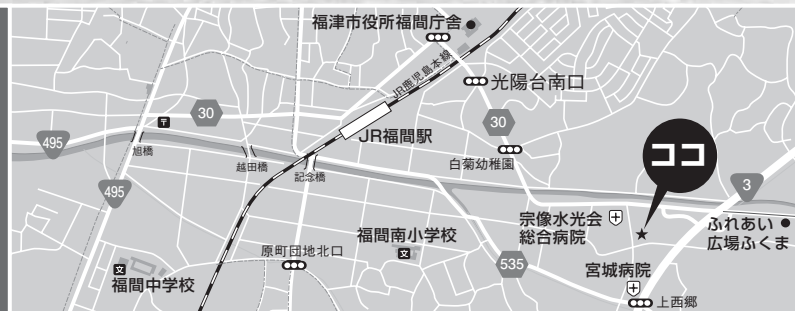 福津市役所福間庁舎
JR鹿児島本線
光陽台南口
30
〒
30
495
旭橋
JR福間駅
越田橋
記念橋
白菊幼稚園
ココ
495
3
宗像水光会
総合病院
ふれあい
広場ふくま
福間南小学校
文
原町団地北口
535
宮城病院
文
福間中学校
上西郷